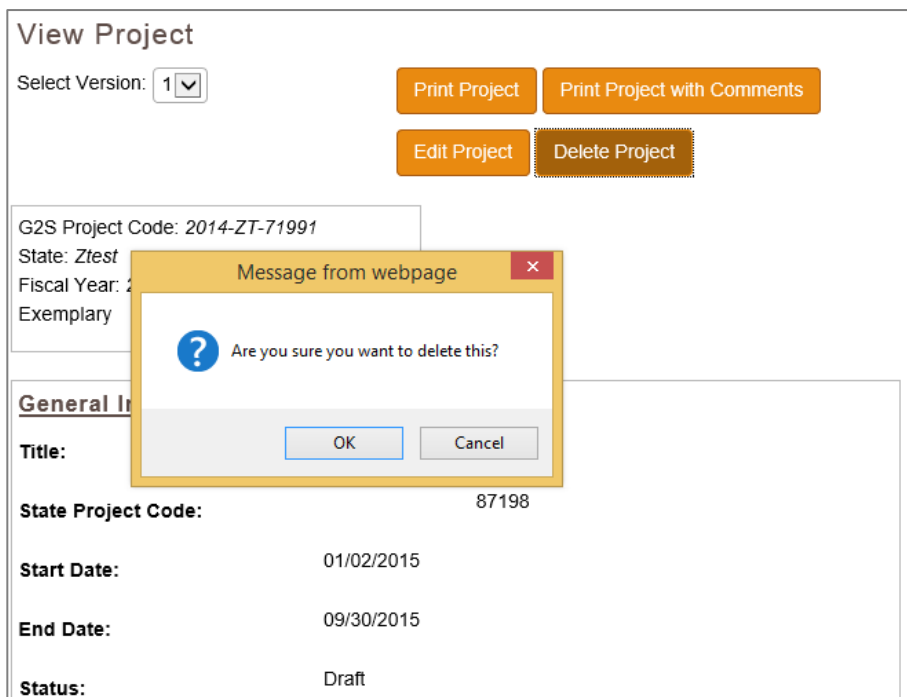 View Project
Select Version: 1
Print Project Print Project with Comments
Edit Project Delete Project
G2S Project Code: 2014-ZT-71991
State: Ztest
Fiscal Year:
Exemplary
Message from webpage
Are you sure you want to delete this?
OK Cancel
General
Title:
State Project Code: 87198
Start Date: 01/02/2015
End Date: 09/30/2015
Status: Draft